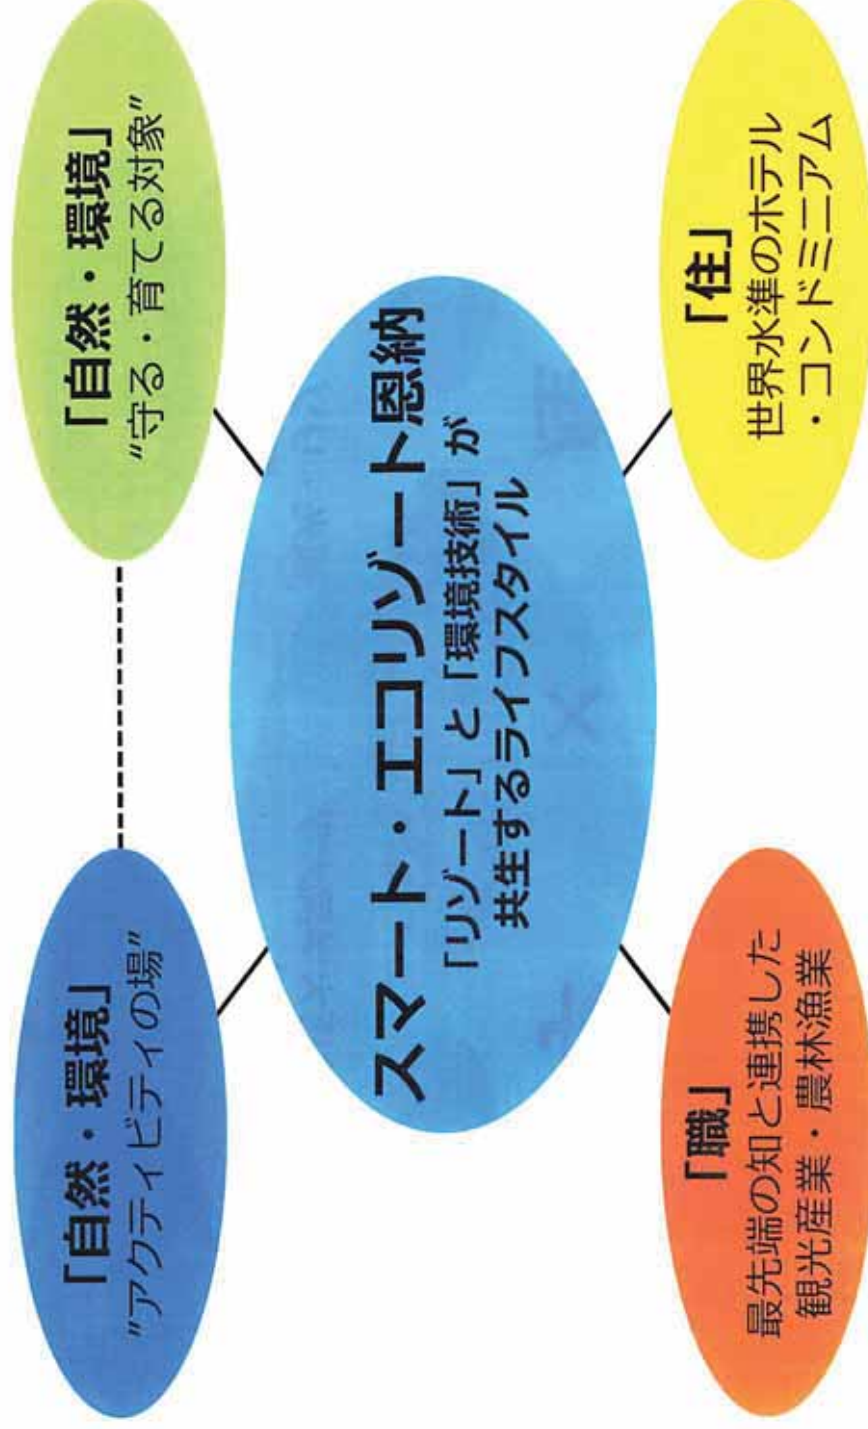 「自然・環境」
”アクティビティの場”
「自然・環境」
“守る・育てる対象”
スマート・エコリゾート恩納
「リゾート」と「環境技術」が
共生するライフスタイル
「職」
最先端の知と連携した
観光産業・農林漁業
「住」
世界水準のホテル
・コンドミニアム